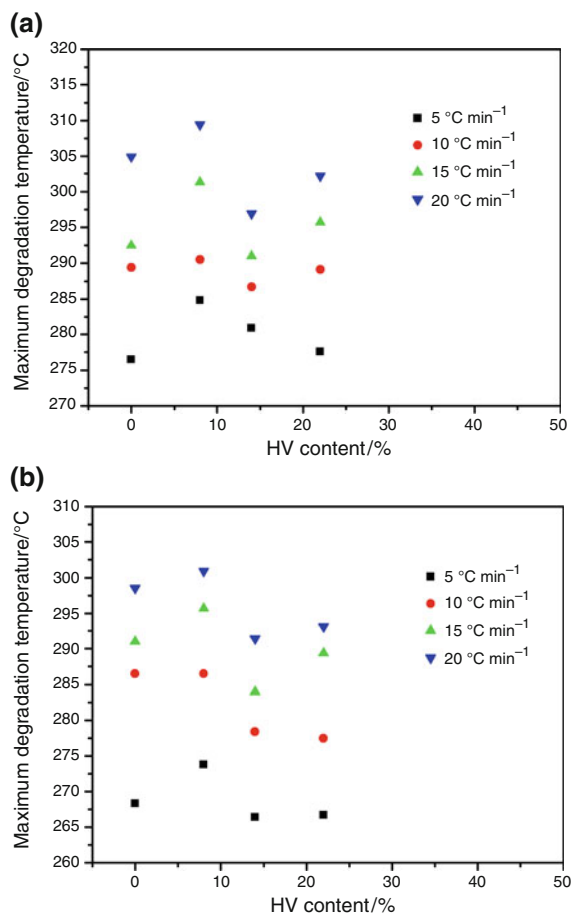 (a)
320
315
310
305
300
295
290
285
280
275
270
Maximum degradation temperature/°C
5 °C min⁻¹
10 °C min⁻¹
15 °C min⁻¹
20 °C min⁻¹
0 10 20 30 40 50
HV content/%
(b)
310
305
300
295
290
285
280
275
270
265
260
Maximum degradation temperature/°C
5 °C min⁻¹
10 °C min⁻¹
15 °C min⁻¹
20 °C min⁻¹
0 10 20 30 40 50
HV content/%